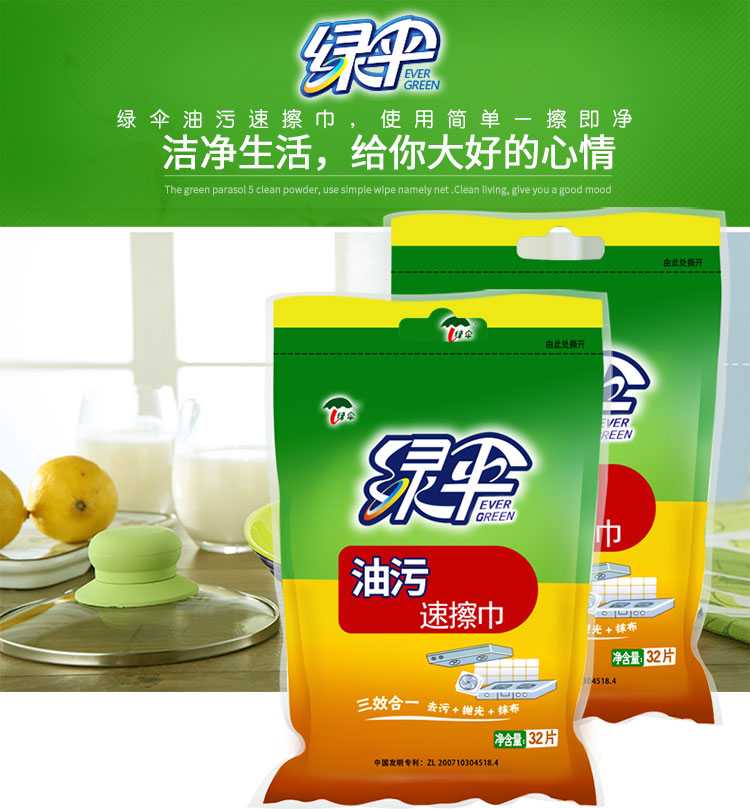 绿伞
EVER
GREEN
绿伞油污速擦巾,使用简单一擦即净
洁净生活，给你大好的心情
The green parasol 5 clean powder, use simple wipe namely net .Clean living, give you a good mood
由此处撕开
绿伞
由此处撕开
绿伞
绿伞
EVER
GREEN
伞
VER
REEN
油污
速擦巾
巾
三效合一 去污+抛光+抹布
抛光+抹布
净含量:32片
净含量:32片
中国发明专利：ZL 200710304518.4
04518.4